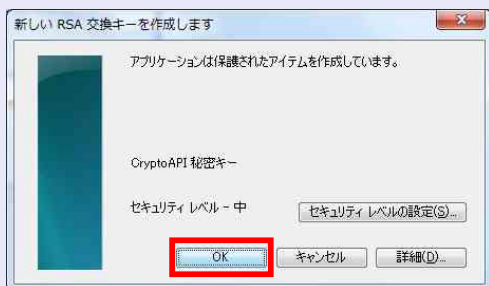 新しい RSA 交換キーを作成します
アプリケーションは保護されたアイテムを作成しています。
CryptoAPI 秘密キー
セキュリティ レベル - 中
セキュリティ レベルの設定(S)...
OK
キャンセル
詳細(D)...